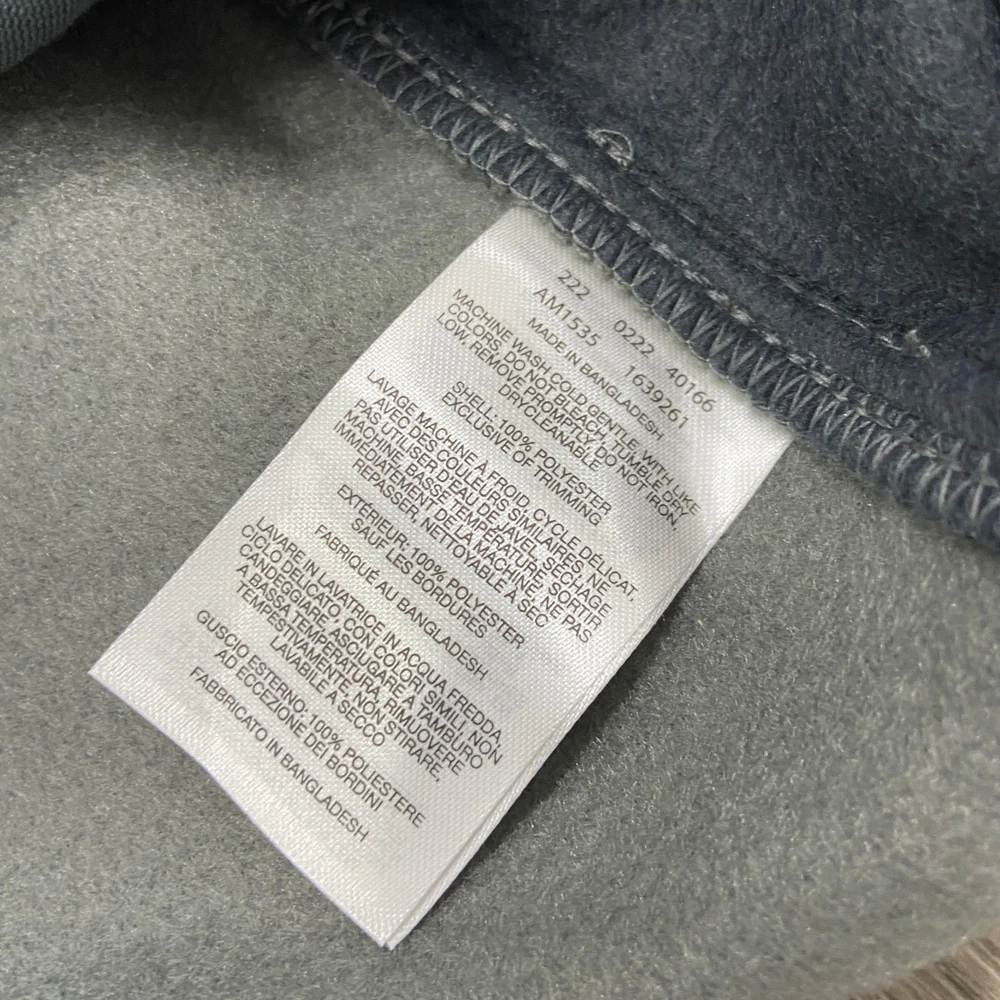 222 0222 40166
AM1535 1639261
MADE IN BANGLADESH
MACHINE WASH COLD GENTLE, WITH LIKE
COLORS, DO NOT BLEACH, TUMBLE DRY
LOW, REMOVE PROMPTLY, DO NOT IRON,
DRYCLEANABLE
SHELL: 100% POLYESTER
EXCLUSIVE OF TRIMMING
LAVAGE MACHINE À FROID, CYCLE DÉLICAT,
AVEC DES COULEURS SIMILAIRES, NE
PAS UTILISER D'EAU DE JAVEL, SÉCHAGE
MACHINE, BASSE TEMPÉRATURE, SORTIR
IMMÉDIATEMENT DE LA MACHINE, NE PAS
REPASSER, NETTOYABLE À SEC
EXTÉRIEUR: 100% POLYESTER
SAUF LES BORDURES
FABRIQUÉ AU BANGLADESH
LAVARE IN LAVATRICE IN ACQUA FREDDA,
CICLO DELICATO, CON COLORI SIMILI, NON
CANDEGGIARE, ASCIUGARE A TAMBURO
A BASSA TEMPERATURA, RIMUOVERE
TEMPESTIVAMENTE, NON STIRARE,
LAVABILE A SECCO
GUSCIO ESTERNO: 100% POLIESTERE
AD ECCEZIONE DEI BORDINI
FABBRICATO IN BANGLADESH